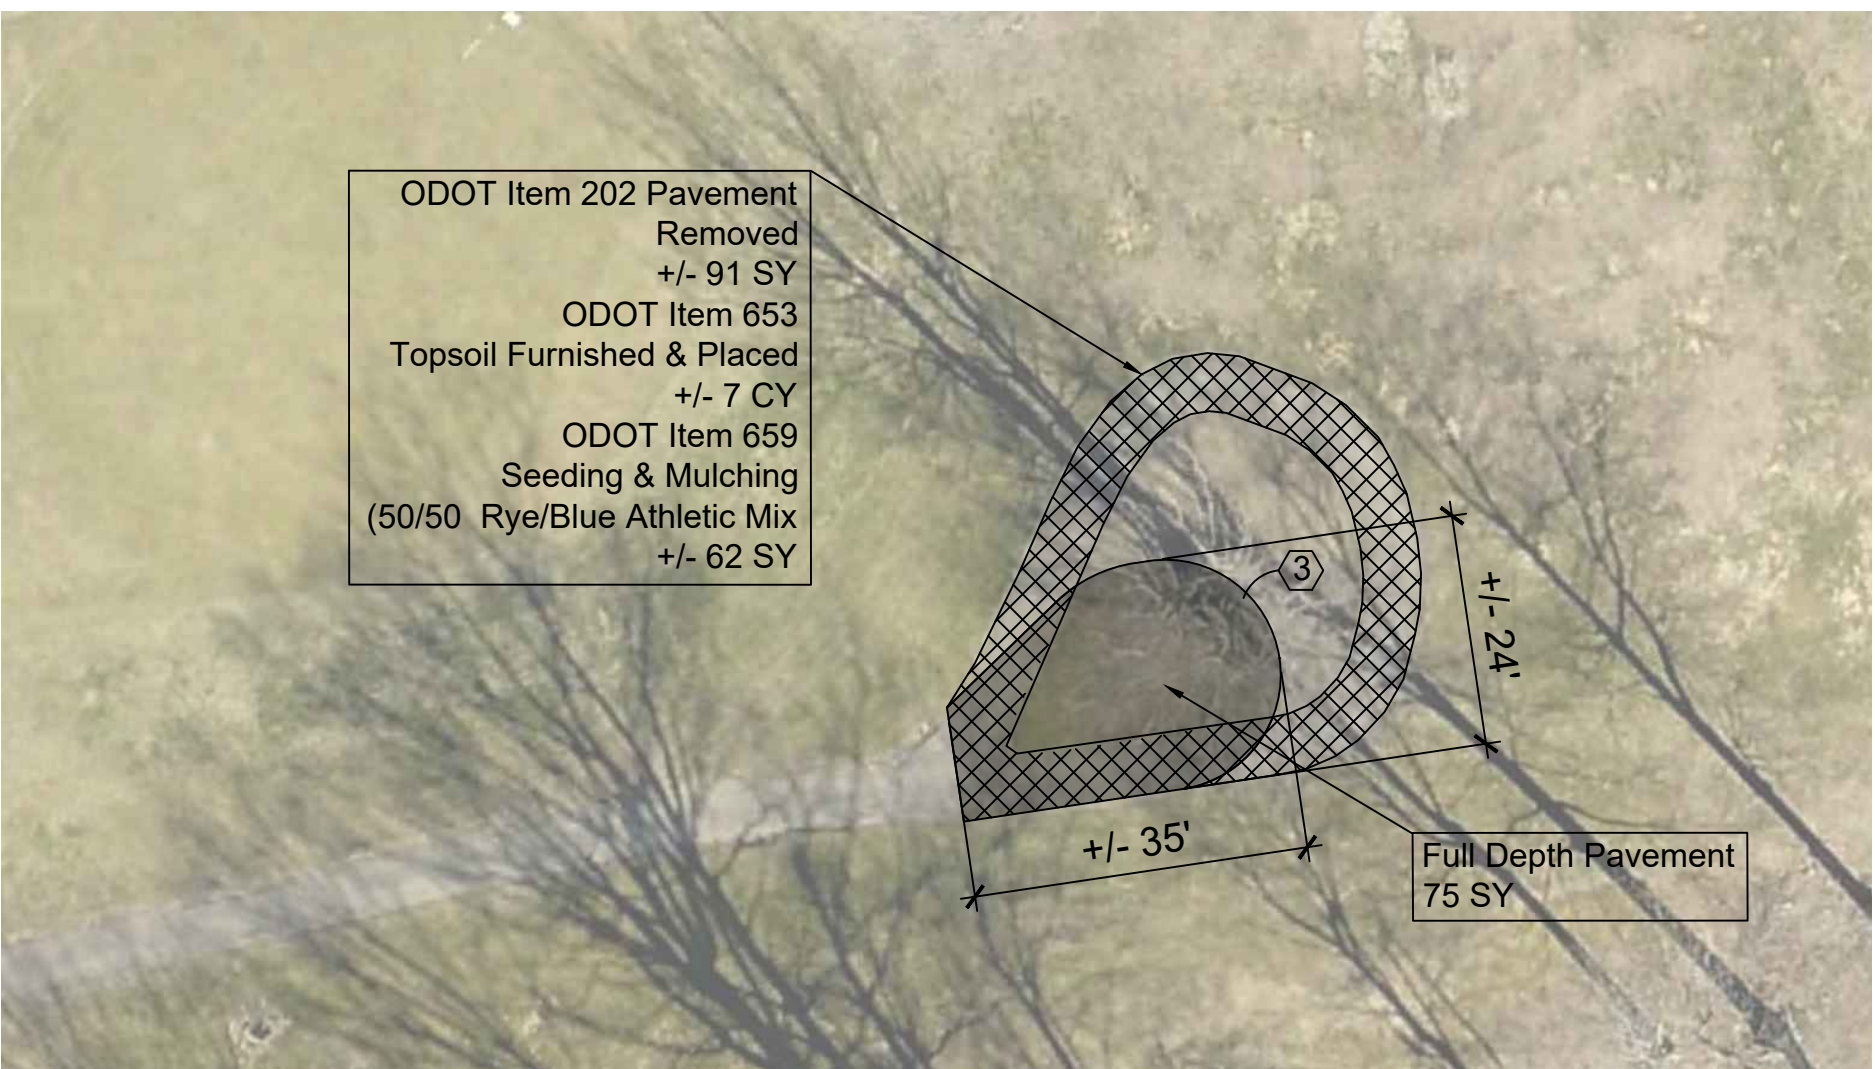 ODOT Item 202 Pavement
Removed
+/- 91 SY
ODOT Item 653
Topsoil Furnished & Placed
+/- 7 CY
ODOT Item 659
Seeding & Mulching
(50/50  Rye/Blue Athletic Mix
+/- 62 SY
3
+/- 24'
+/- 35'
Full Depth Pavement
75 SY